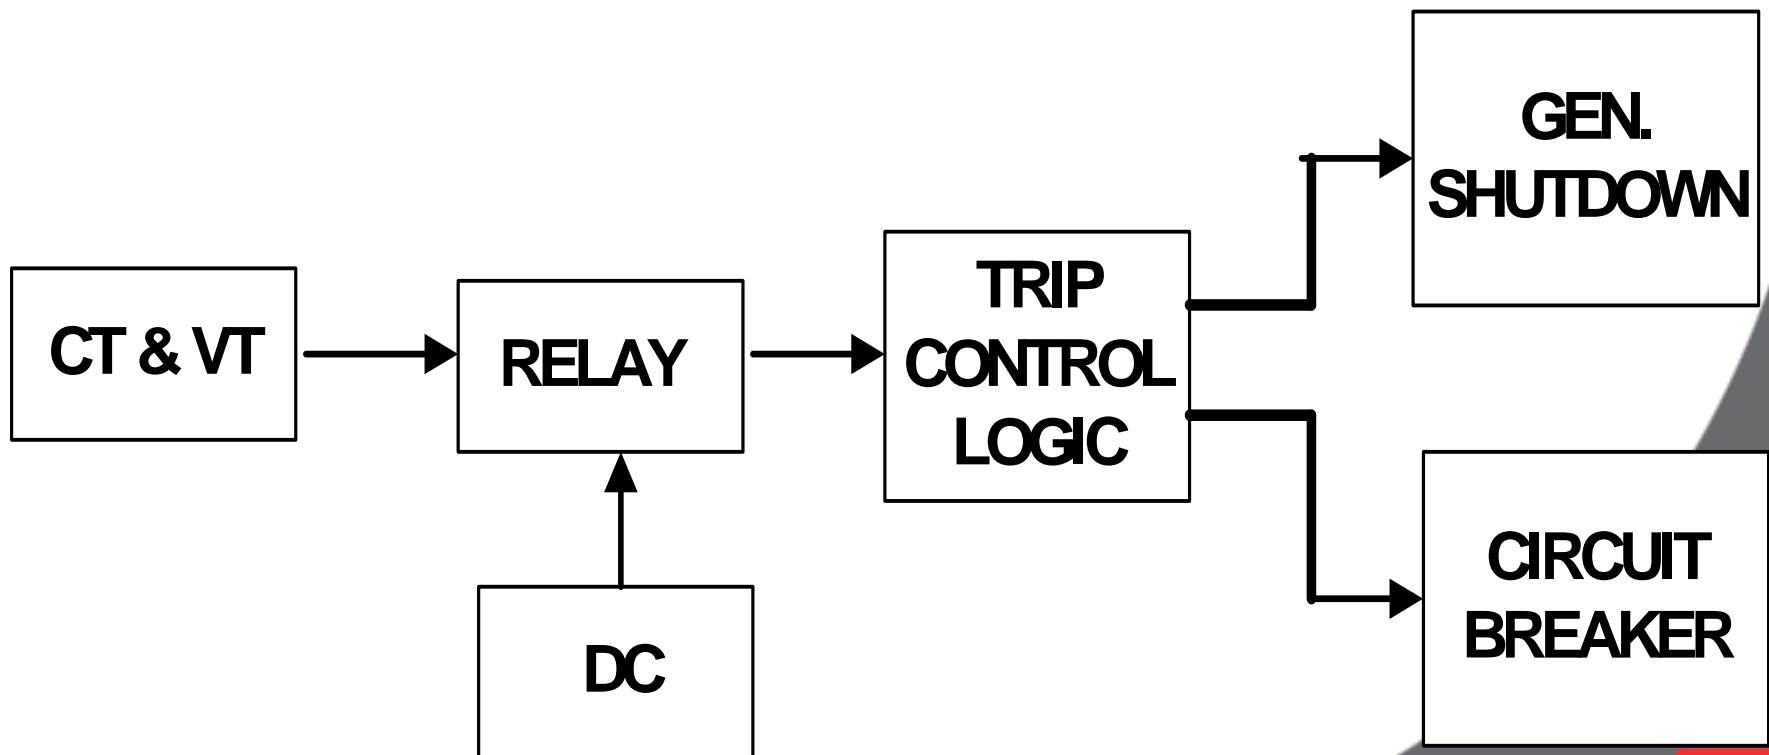 CT & VT
RELAY
DC
TRIP
CONTROL
LOGIC
GEN.
SHUTDOWN
CIRCUIT
BREAKER